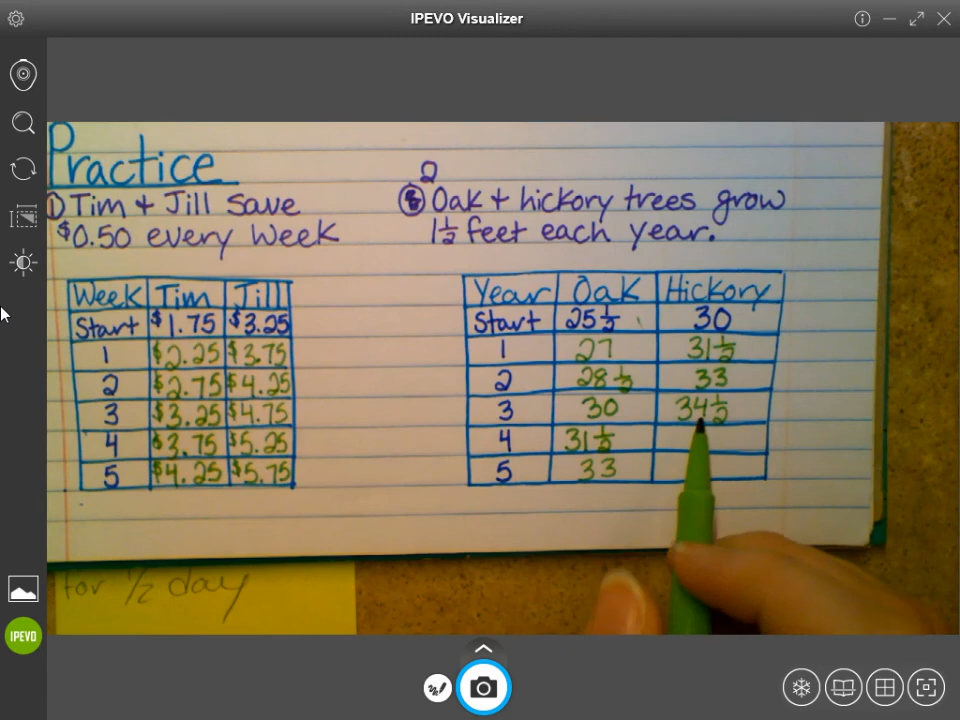 IPEVO Visualizer
Practice
① Tim + Jill save
$0.50 every week
2
Oak + hickory trees grow
1½ feet each year.
Week Tim Jill
Start $1.75 $3.25
1 $2.25 $3.75
2 $2.75 $4.25
3 $3.25 $4.75
4 $3.75 $5.25
5 $4.25 $5.75
Year Oak Hickory
Start 25½ 30
1 27 31½
2 28½ 33
3 30 34½
4 31½
5 33
for ½ day
IPEVO